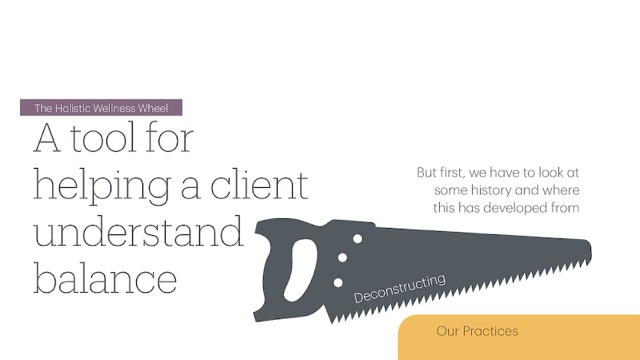 The Holistic Wellness Wheel
A tool for
helping a client
understand
balance
But first, we have to look at
some history and where
this has developed from
Deconstructing
Our Practices